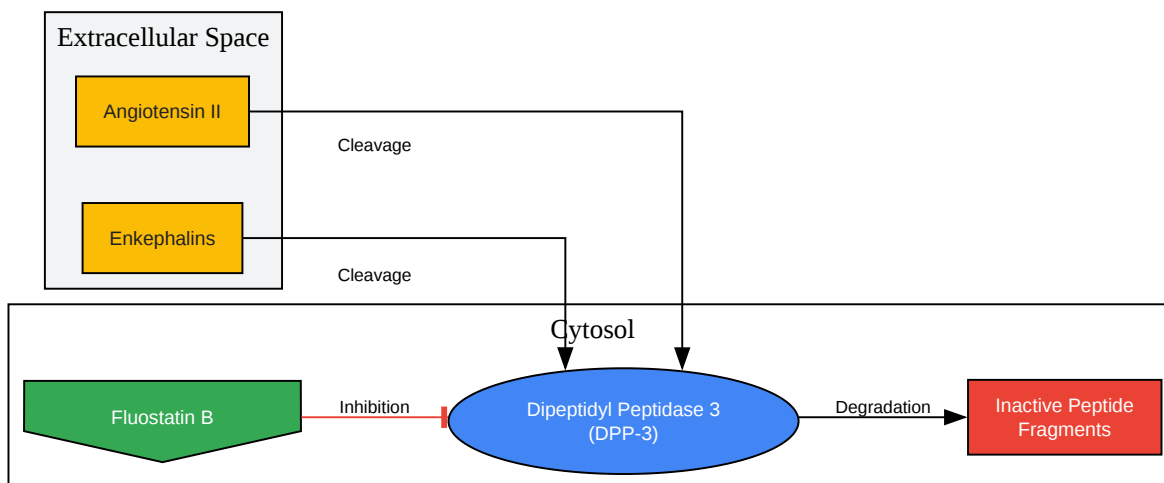 Extracellular Space
Angiotensin II
Cleavage
Enkephalins
Cleavage
Cytosol
Fluostatin B
Inhibition
Dipeptidyl Peptidase 3
(DPP-3)
Degradation
Inactive Peptide
Fragments